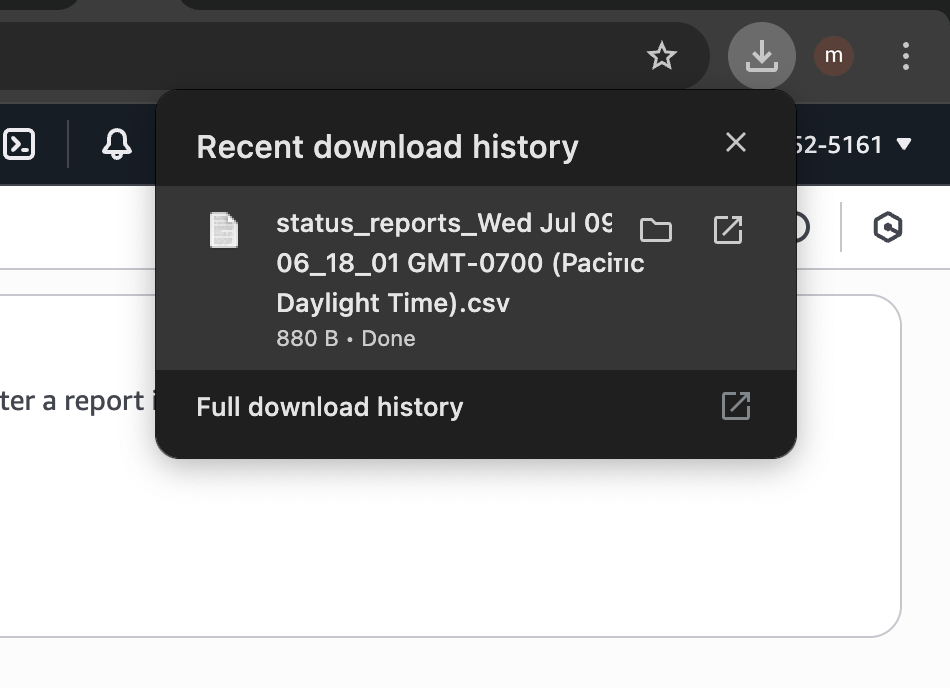 m
52-5161
Recent download history
status_reports_Wed Jul 09
06_18_01 GMT-0700 (Pacific
Daylight Time).csv
880 B • Done
ter a report
Full download history